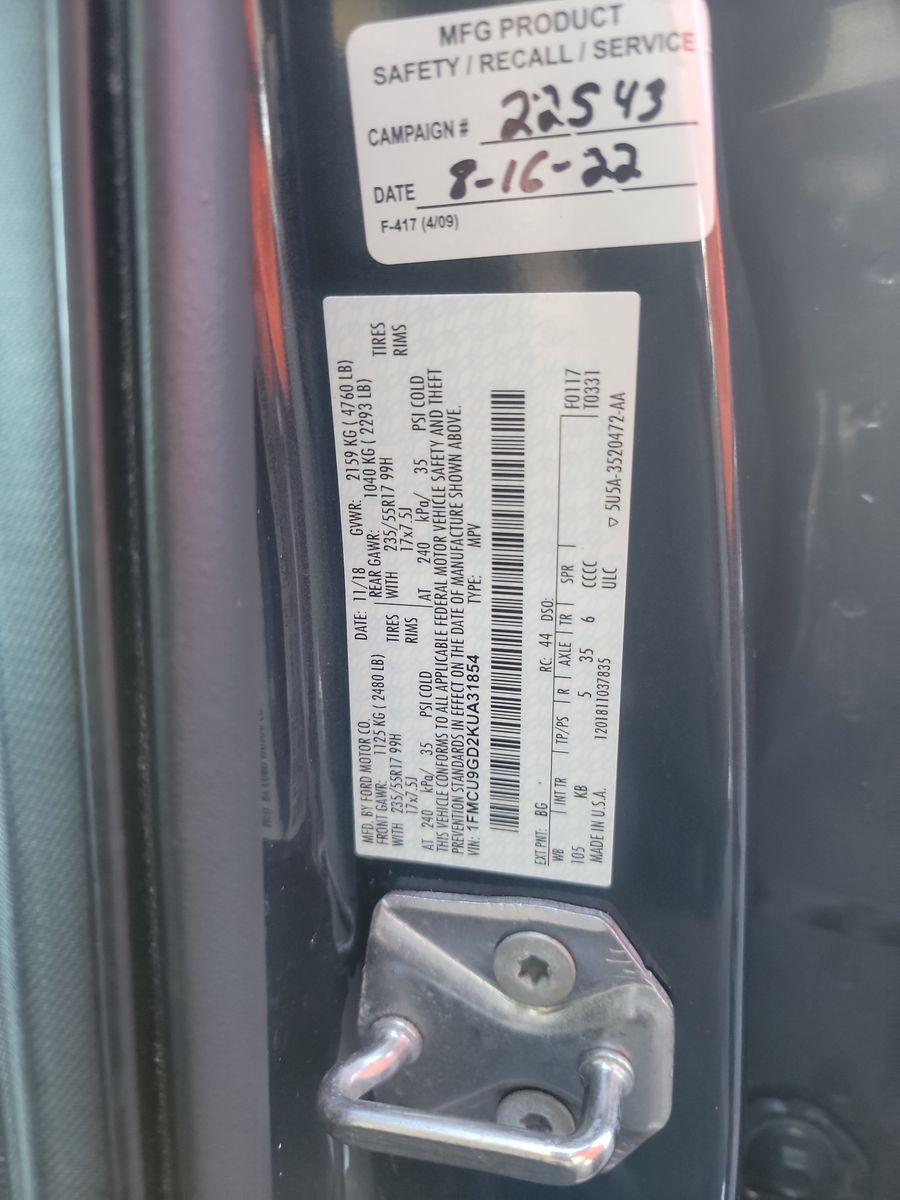 MFG PRODUCT
SAFETY / RECALL / SERVICE
CAMPAIGN # 22S43
DATE 8-16-22
F-417 (4/09)
MFD. BY FORD MOTOR CO. DATE: 11/18 GVWR: 2159 KG ( 4760 LB)
FRONT GAWR: 1125 KG ( 2480 LB) REAR GAWR: 1040 KG ( 2293 LB)
WITH 235/55R17 99H TIRES WITH 235/55R17 99H TIRES
17x7.5J RIMS 17x7.5J RIMS
AT 240 kPa/ 35 PSI COLD AT 240 kPa/ 35 PSI COLD
THIS VEHICLE CONFORMS TO ALL APPLICABLE FEDERAL MOTOR VEHICLE SAFETY AND THEFT
PREVENTION STANDARDS IN EFFECT ON THE DATE OF MANUFACTURE SHOWN ABOVE.
VIN: 1FMCU9GD2KUA31854 TYPE: MPV
EXT PNT: BG RC: 44 DSO: F0117
WB INT TR TP/PS R AXLE TR SPR T0331
105 KB 5 35 6 CCCC
MADE IN U.S.A. 1201811037835 ULC ▽ 5U5A-3520472-AA